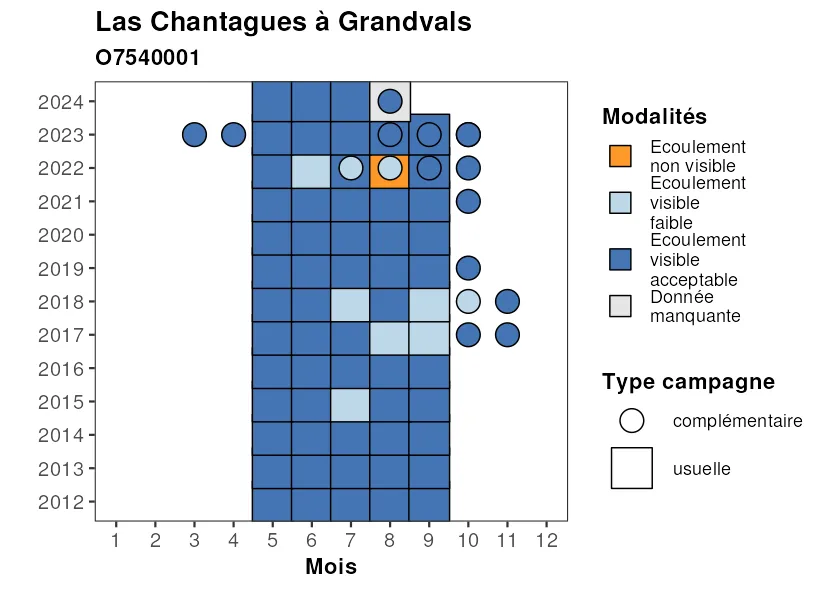 Las Chantagues à Grandvals
O7540001
2024
2023
2022
2021
2020
2019
2018
2017
2016
2015
2014
2013
2012
1 2 3 4 5 6 7 8 9 10 11 12
Mois
Modalités
Ecoulement
non visible
Ecoulement
visible
faible
Ecoulement
visible
acceptable
Donnée
manquante
Type campagne
complémentaire
usuelle